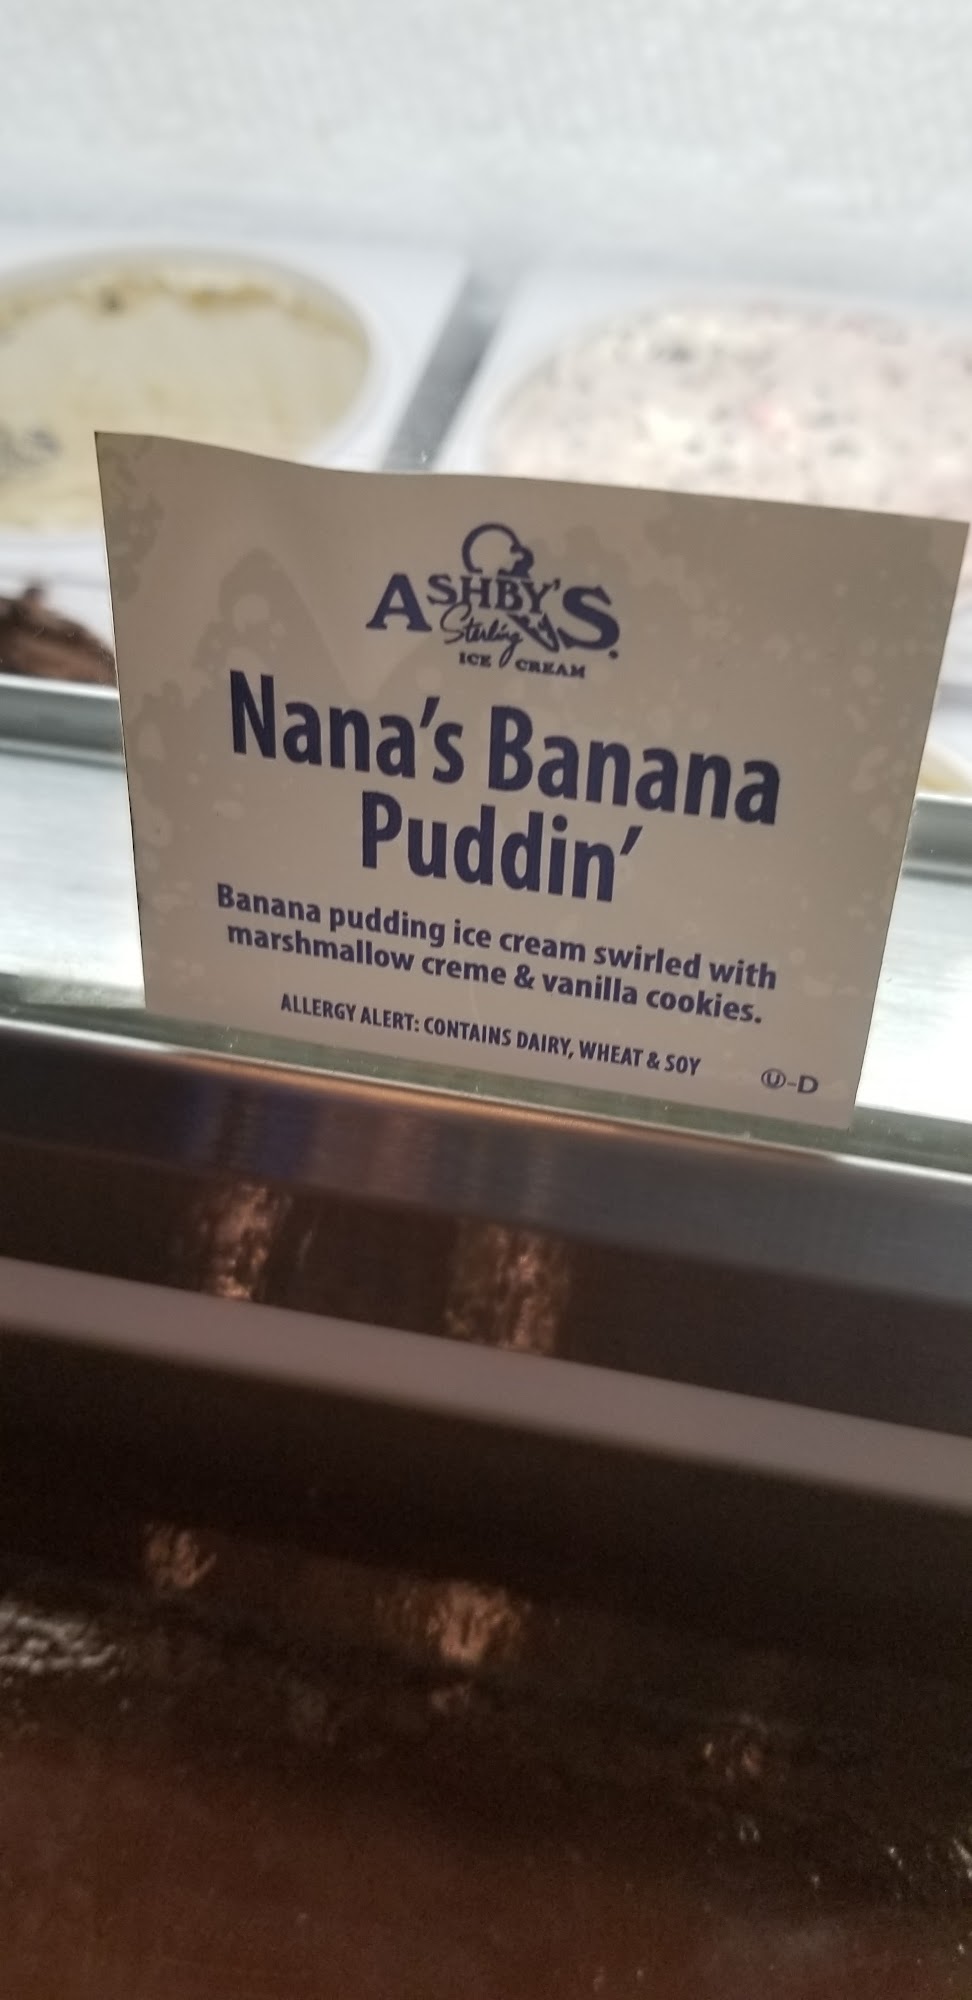 ASHBY'S
Sterling
ICE CREAM
Nana's Banana
Puddin'
Banana pudding ice cream swirled with
marshmallow creme & vanilla cookies.
ALLERGY ALERT: CONTAINS DAIRY, WHEAT & SOY
Ⓤ-D